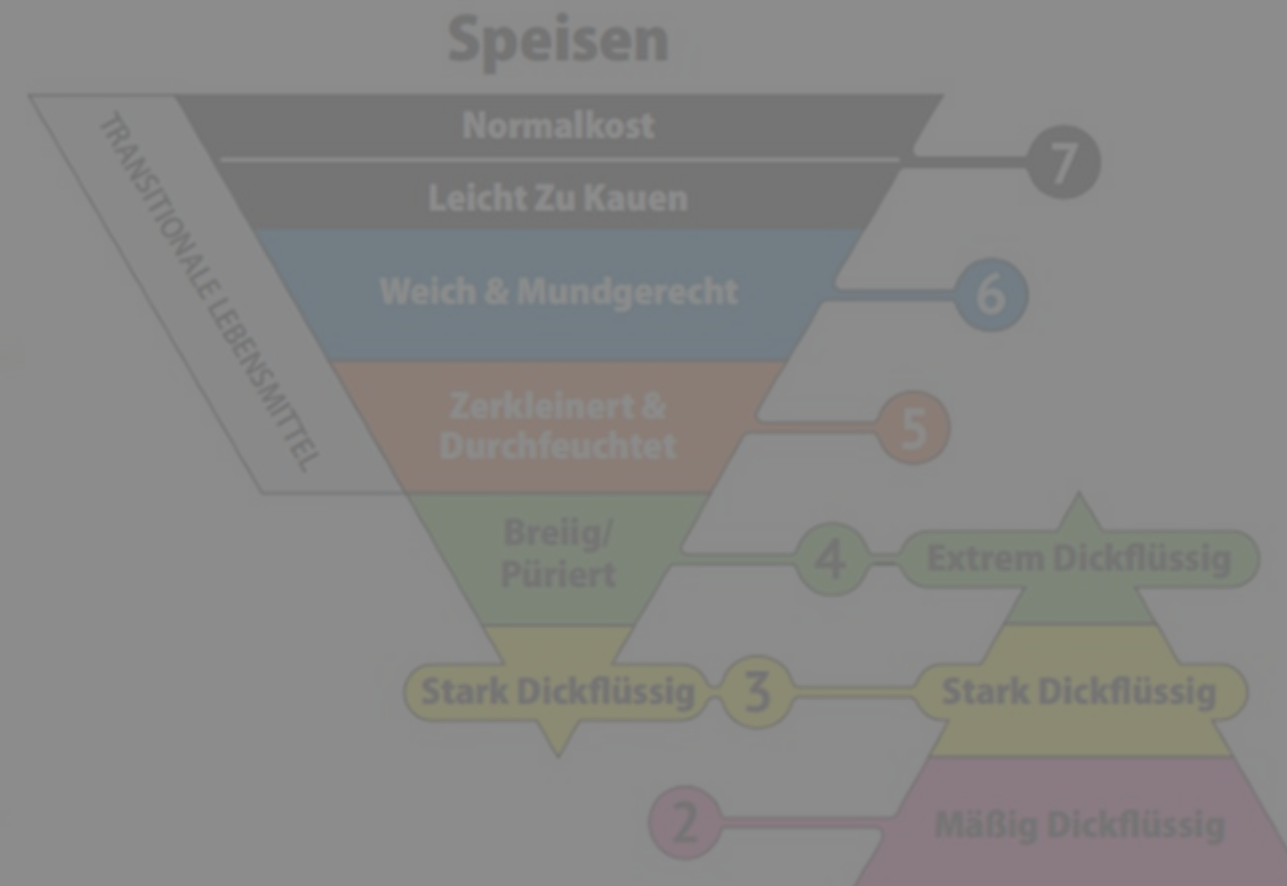 Speisen
TRANSITIONALE LEBENSMITTEL
Normalkost
7
Leicht Zu Kauen
Weich & Mundgerecht
6
Zerkleinert &
Durchfeuchtet
5
Breiig/
Püriert
4
Extrem Dickflüssig
Stark Dickflüssig
3
Stark Dickflüssig
2
Mäßig Dickflüssig